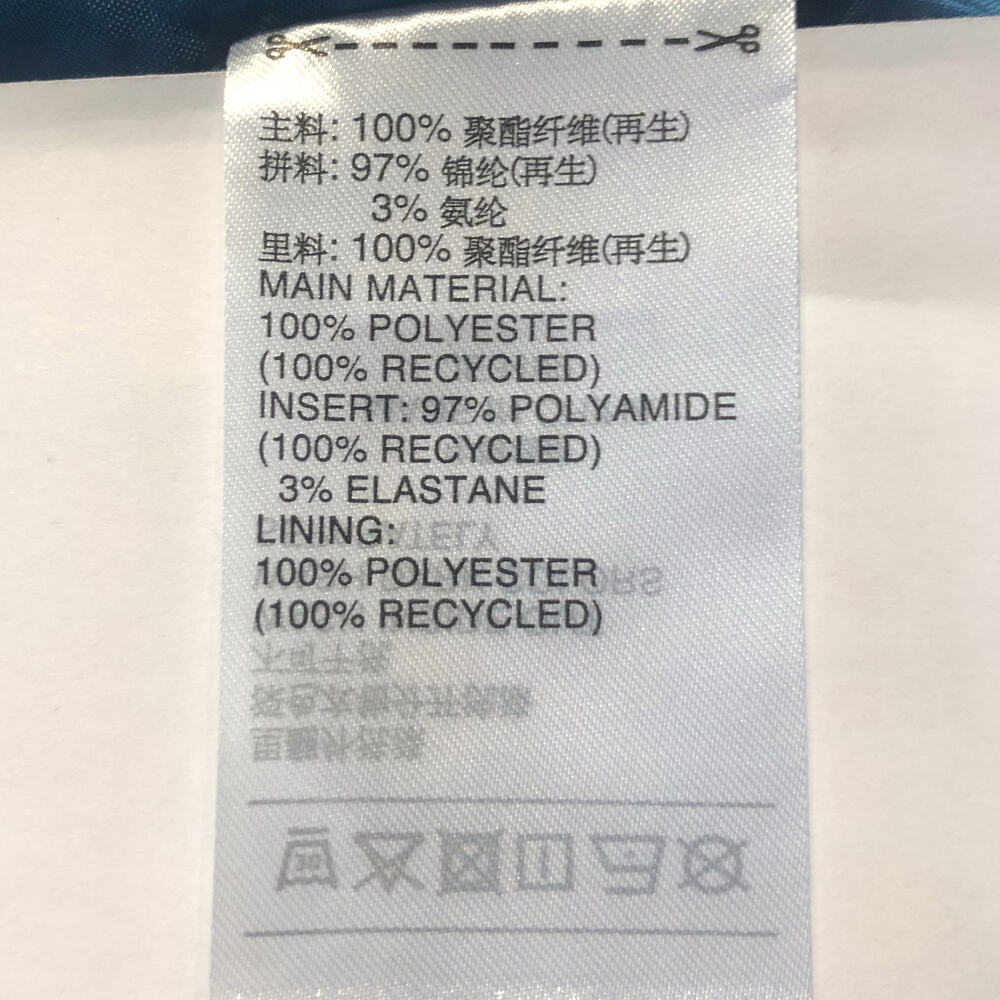 主料: 100% 聚酯纤维(再生)
拼料: 97% 锦纶(再生)
3% 氨纶
里料: 100% 聚酯纤维(再生)
MAIN MATERIAL:
100% POLYESTER
(100% RECYCLED)
INSERT: 97% POLYAMIDE
(100% RECYCLED)
3% ELASTANE
LINING:
100% POLYESTER
(100% RECYCLED)